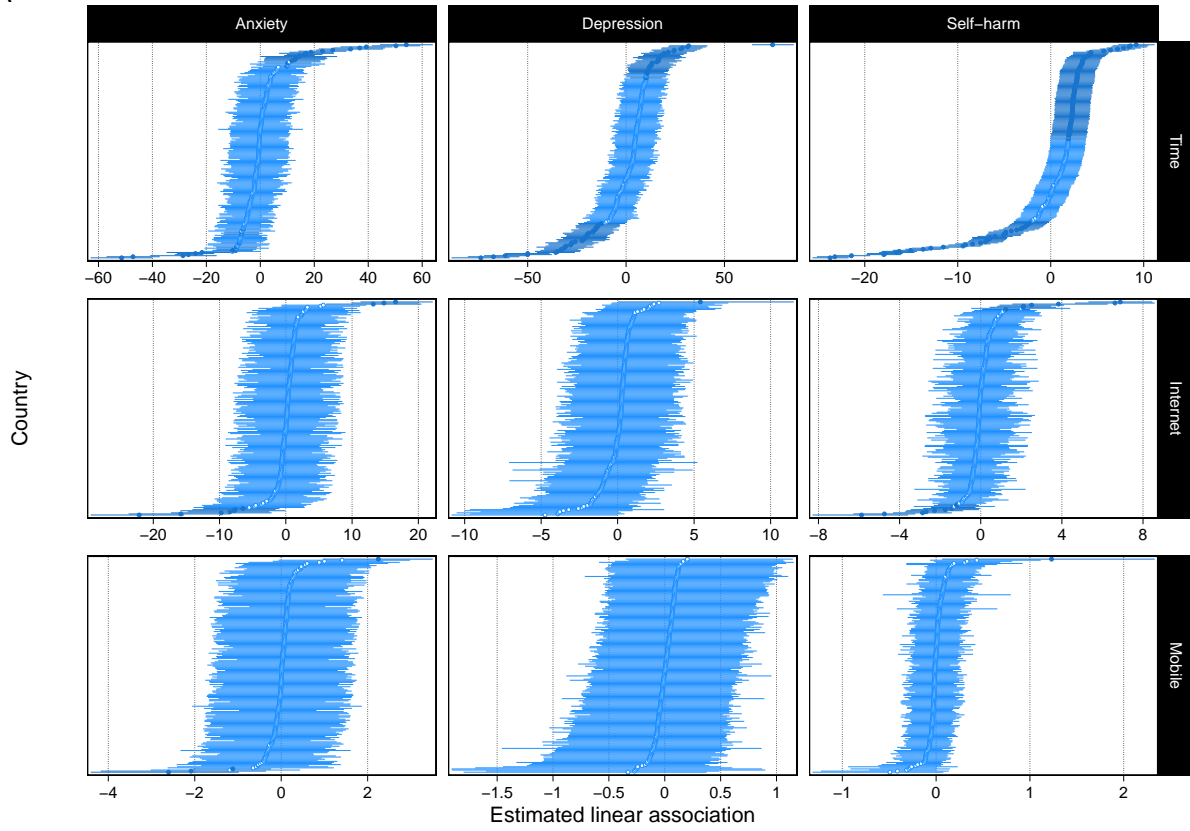 Anxiety Depression Self−harm
Time
−60 −40 −20 0 20 40 60
−50 0 50
−20 −10 0 10
Country
Internet
−20 −10 0 10 20
−10 −5 0 5 10
−8 −4 0 4 8
Mobile
−4 −2 0 2
−1.5 −1 −0.5 0 0.5 1
−1 0 1 2
Estimated linear association